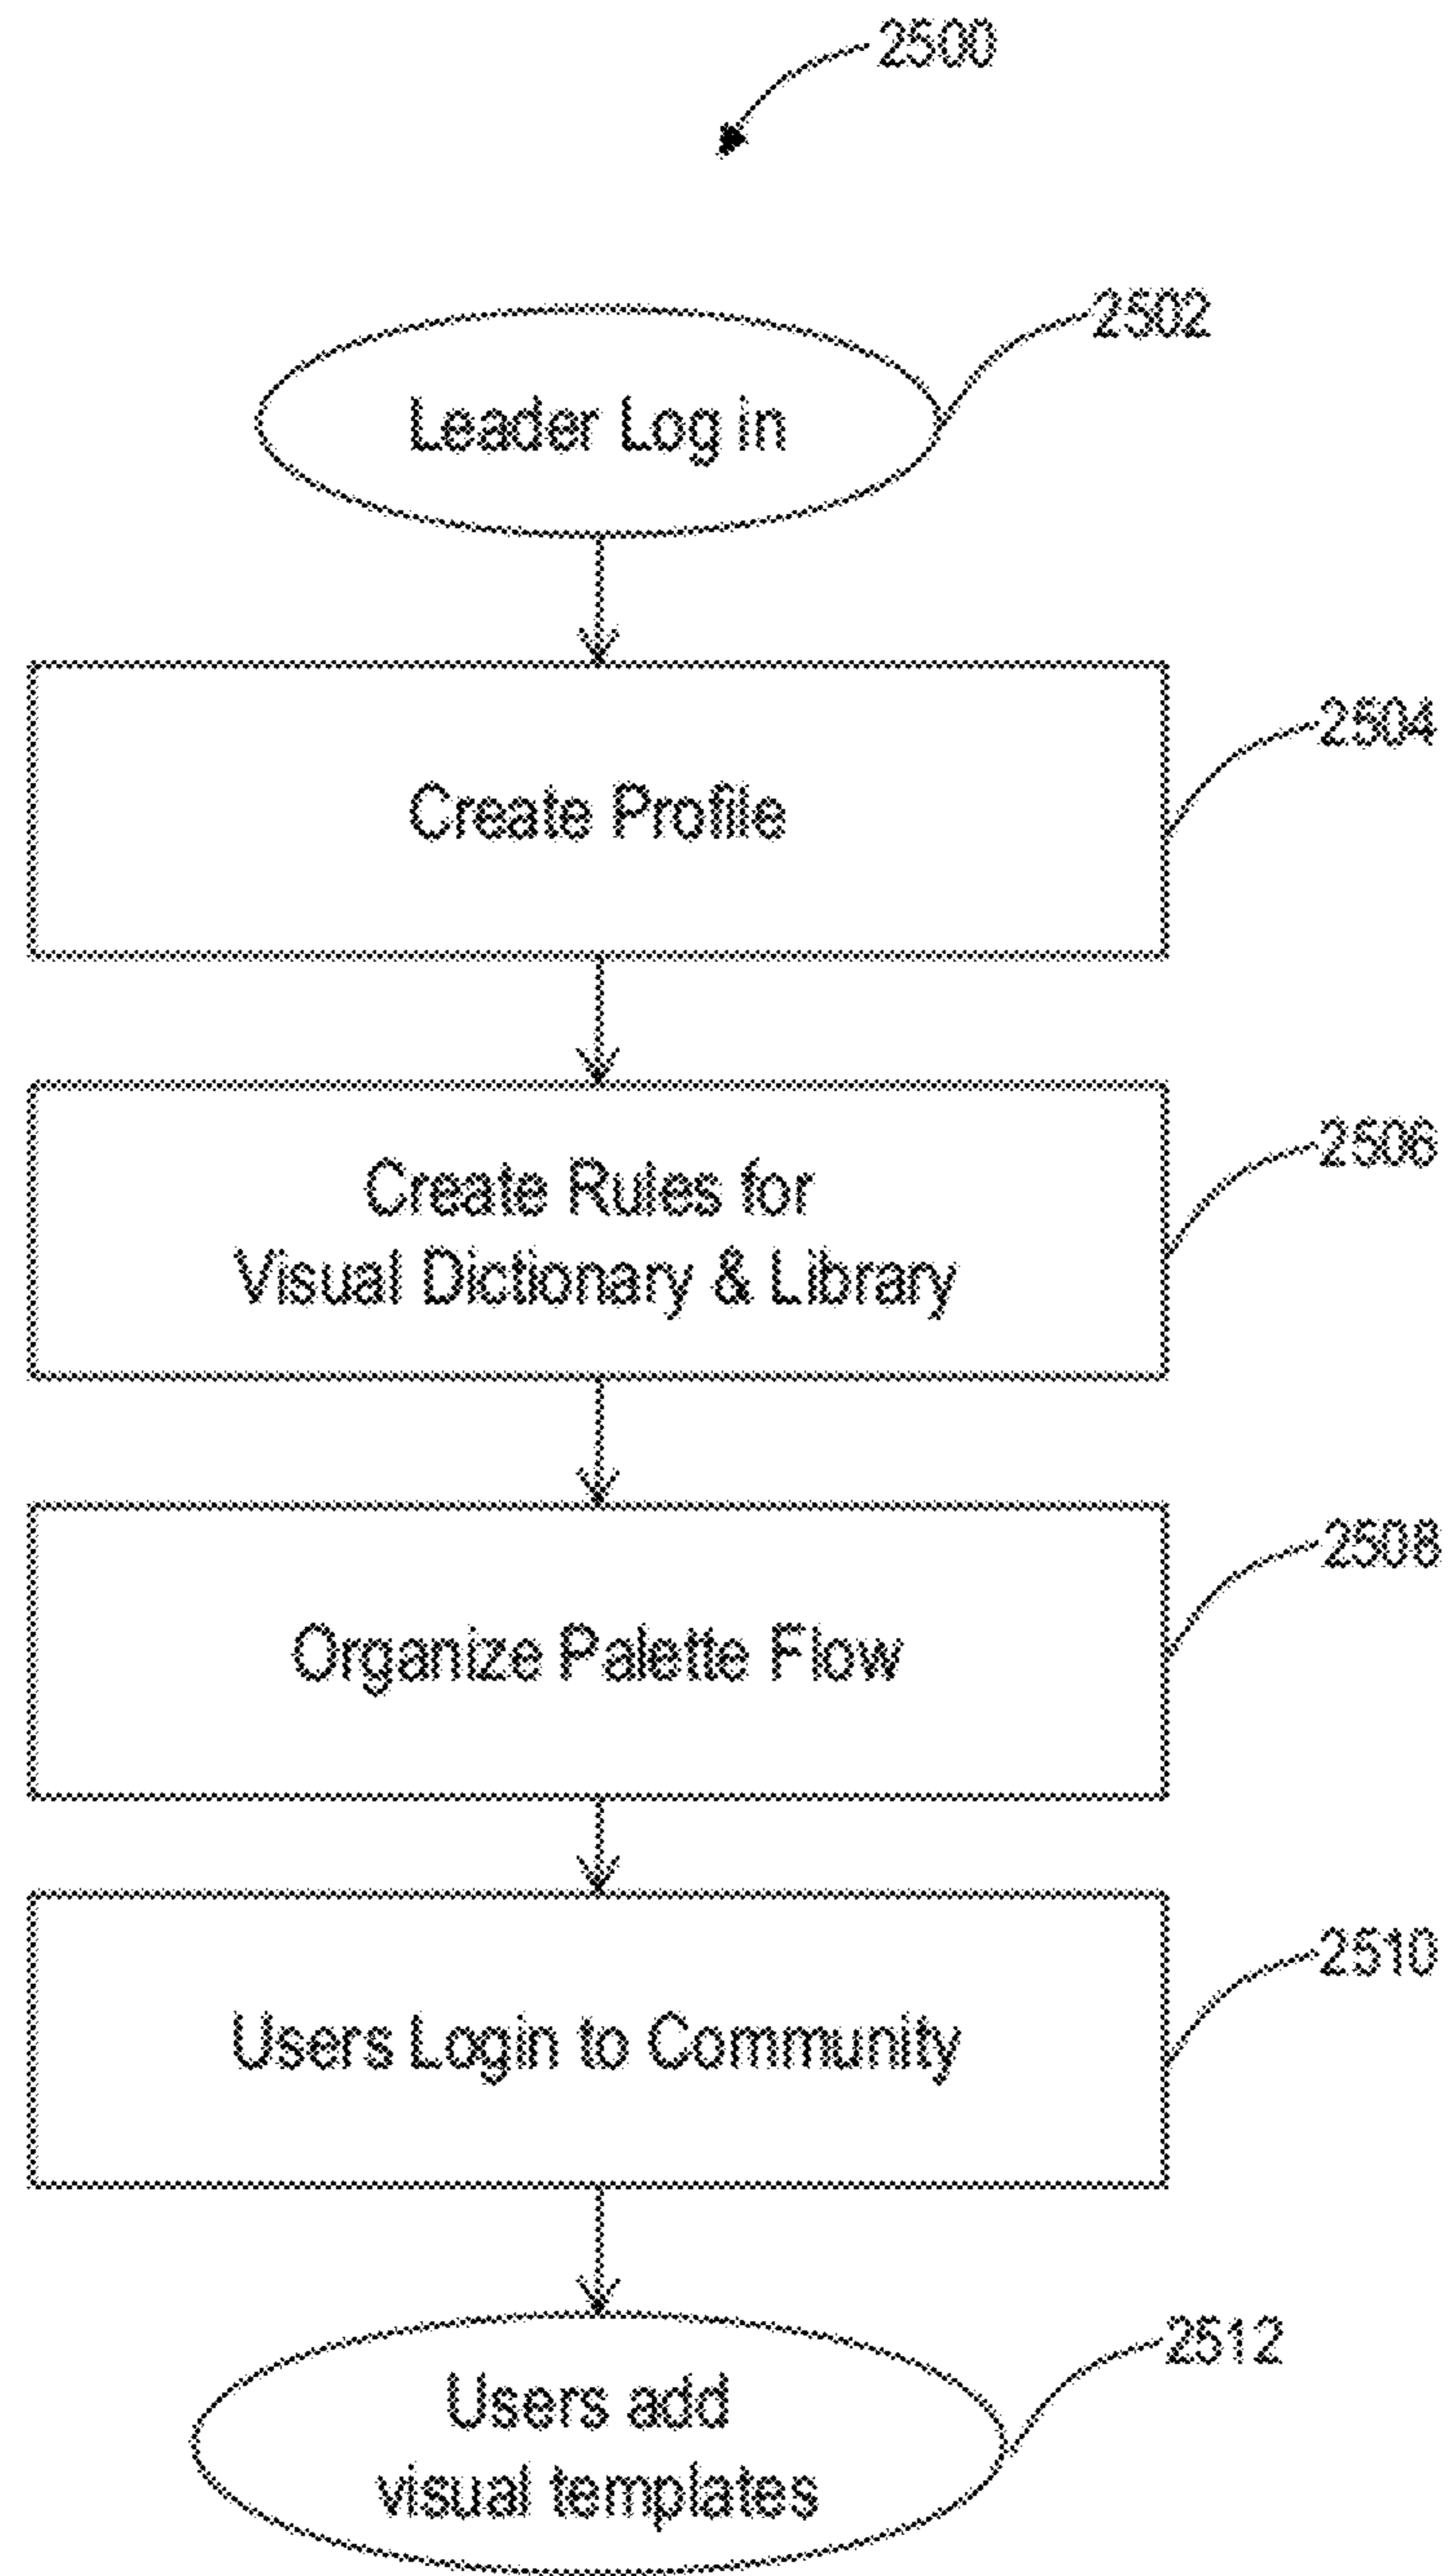 2500
2502
Leader Log in
2504
Create Profile
2506
Create Rules for
Visual Dictionary & Library
2508
Organize Palette Flow
2510
Users Login to Community
2512
Users add
visual templates